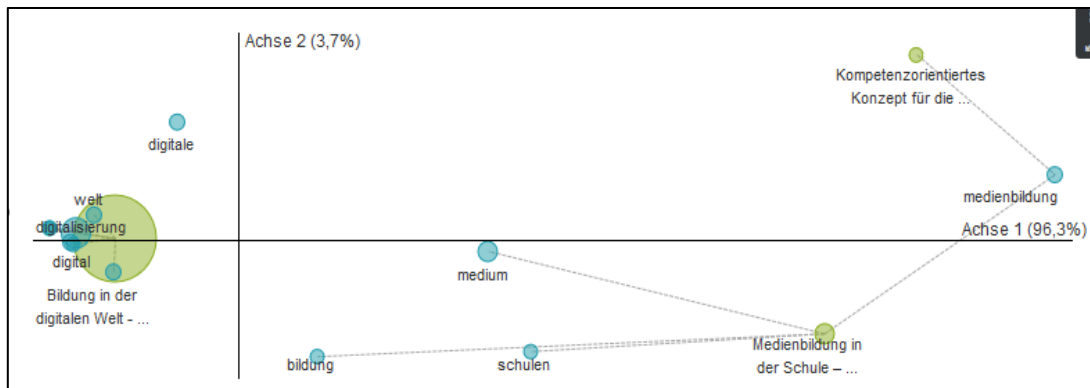 Achse 2 (3,7%)
Kompetenzorientiertes
Konzept für die ...
digitale
welt
medienbildung
digitalisierung
Achse 1 (96,3%)
digital
medium
Bildung in der
digitalen Welt - ...
Medienbildung in
der Schule – ...
bildung
schulen